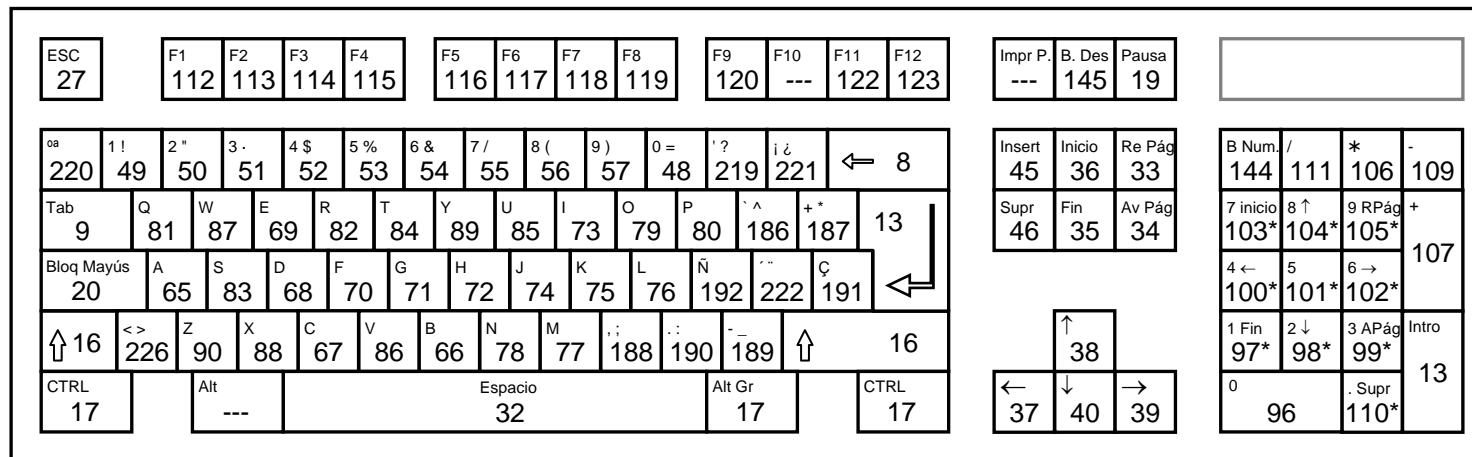 ESC F1 F2 F3 F4 F5 F6 F7 F8 F9 F10 F11 F12 Impr P. B. Des Pausa
27 112 113 114 115 116 117 118 119 120 --- 122 123 --- 145 19
ºª 1 ! 2 " 3 · 4 $ 5 % 6 & 7 / 8 ( 9 ) 0 = ' ? ¡ ¿ Insert Inicio Re Pág B Num. / * -
220 49 50 51 52 53 54 55 56 57 48 219 221 ⇐ 8 45 36 33 144 111 106 109
Tab Q W E R T Y U I O P ` ^ + * Supr Fin Av Pág 7 inicio 8 ↑ 9 RPág +
9 81 87 69 82 84 89 85 73 79 80 186 187 13 46 35 34 103* 104* 105* 107
Bloq Mayús A S D F G H J K L Ñ ´ ¨ Ç 4 ← 5 6 →
20 65 83 68 70 71 72 74 75 76 192 222 191 100* 101* 102*
< > Z X C V B N M , ; . : - _ ↑ 1 Fin 2 ↓ 3 APág Intro
⇧ 16 226 90 88 67 86 66 78 77 188 190 189 ⇧ 16 38 97* 98* 99* 13
CTRL Alt Espacio Alt Gr CTRL ← ↓ → 0 . Supr
17 --- 32 17 17 37 40 39 96 110*